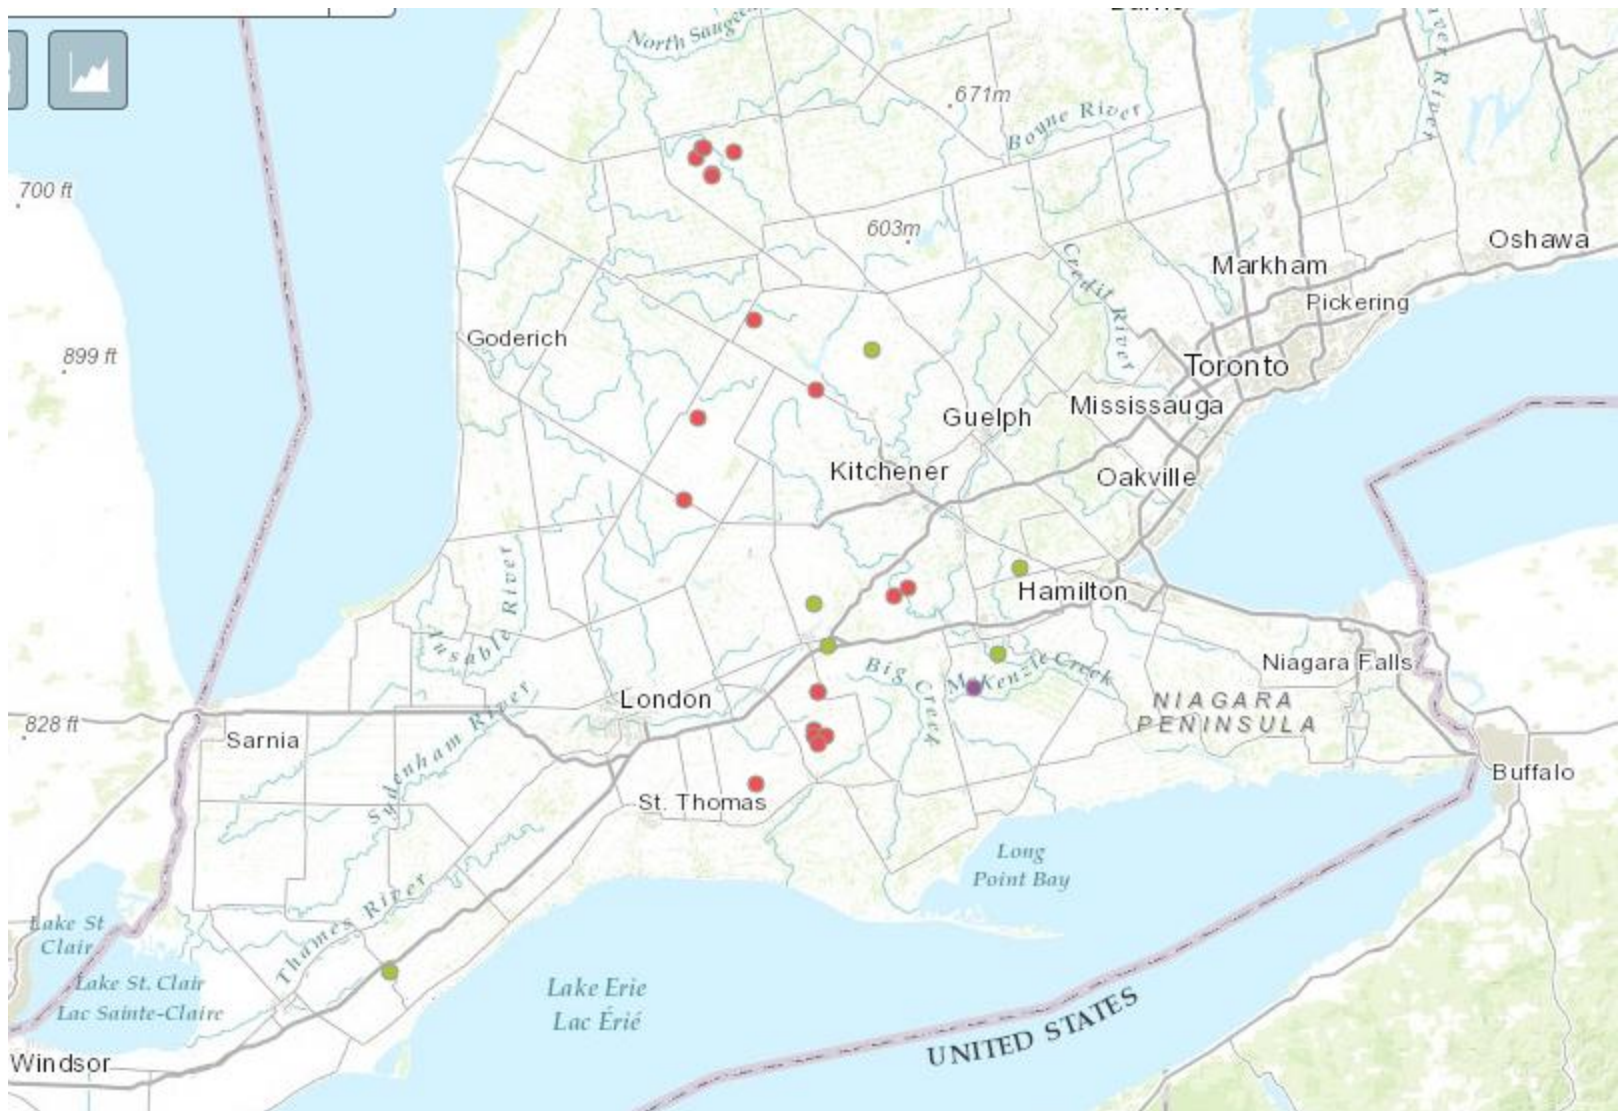 North Saugeen
671m
Boyne River
700 ft
603m
Credit River
Oshawa
Markham
Pickering
Goderich
899 ft
Toronto
Mississauga
Guelph
Kitchener
Oakville
Ausable River
Hamilton
Big Creek
McKenzie Creek
Niagara Falls
NIAGARA
PENINSULA
London
828 ft
Sarnia
Sydenham River
Buffalo
St. Thomas
Long
Point Bay
Thames River
Lake St
Clair
Lake St. Clair
Lac Sainte-Claire
Lake Erie
Lac Érié
UNITED STATES
Windsor